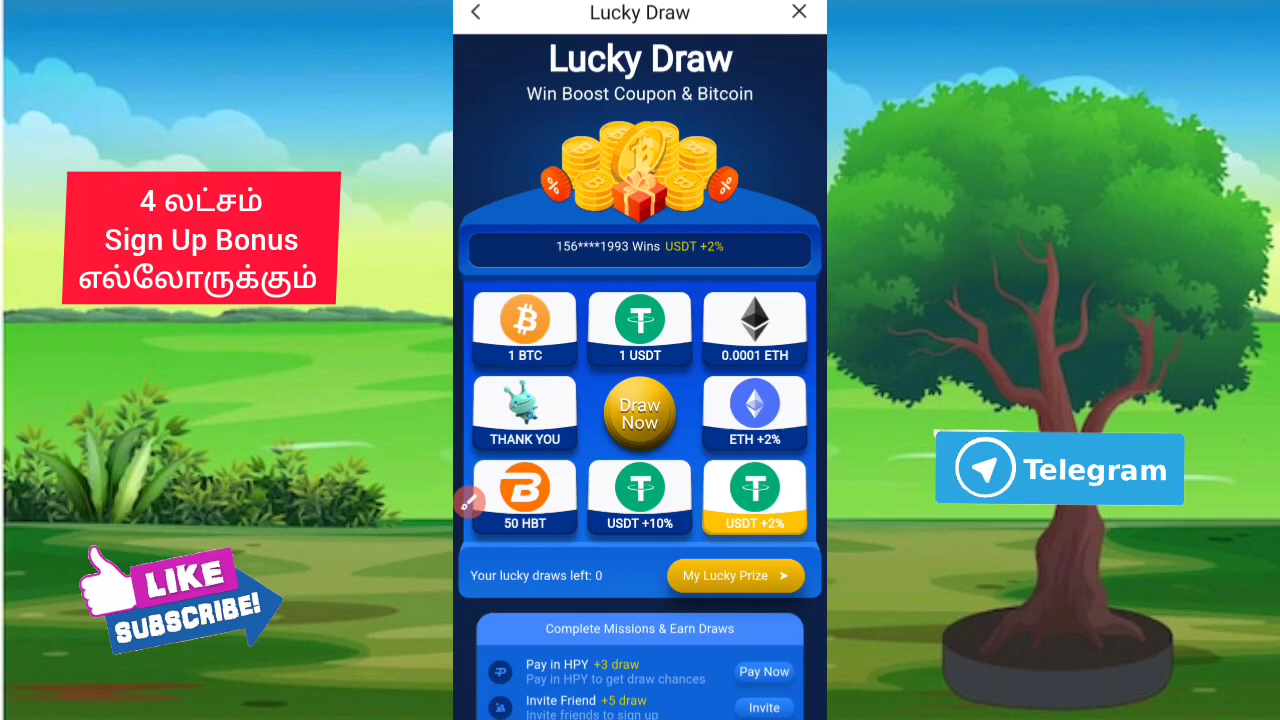 Lucky Draw
Lucky Draw
Win Boost Coupon & Bitcoin
156****1993 Wins USDT +2%
1 BTC
1 USDT
0.0001 ETH
THANK YOU
Draw
Now
ETH +2%
50 HBT
USDT +10%
USDT +2%
Your lucky draws left: 0
My Lucky Prize
Complete Missions & Earn Draws
Pay in HPY +3 draw
Pay in HPY to get draw chances
Pay Now
Invite Friend +5 draw
Invite friends to sign up
Invite
4 லட்சம்
Sign Up Bonus
எல்லோருக்கும்
LIKE
SUBSCRIBE!
Telegram